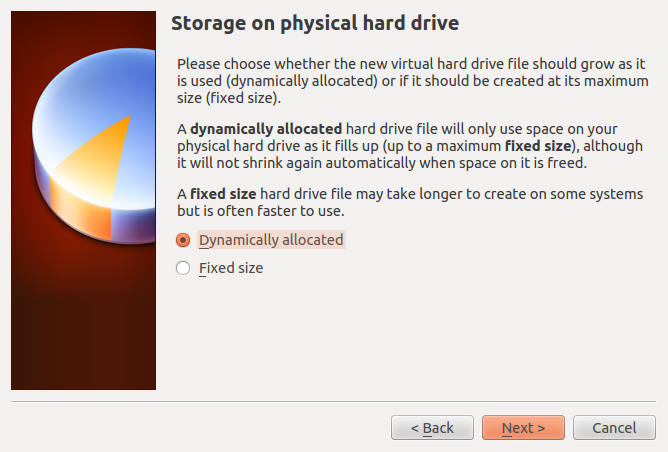 Storage on physical hard drive
Please choose whether the new virtual hard drive file should grow as it
is used (dynamically allocated) or if it should be created at its maximum
size (fixed size).
A dynamically allocated hard drive file will only use space on your
physical hard drive as it fills up (up to a maximum fixed size), although
it will not shrink again automatically when space on it is freed.
A fixed size hard drive file may take longer to create on some systems
but is often faster to use.
Dynamically allocated
Fixed size
< Back
Next >
Cancel